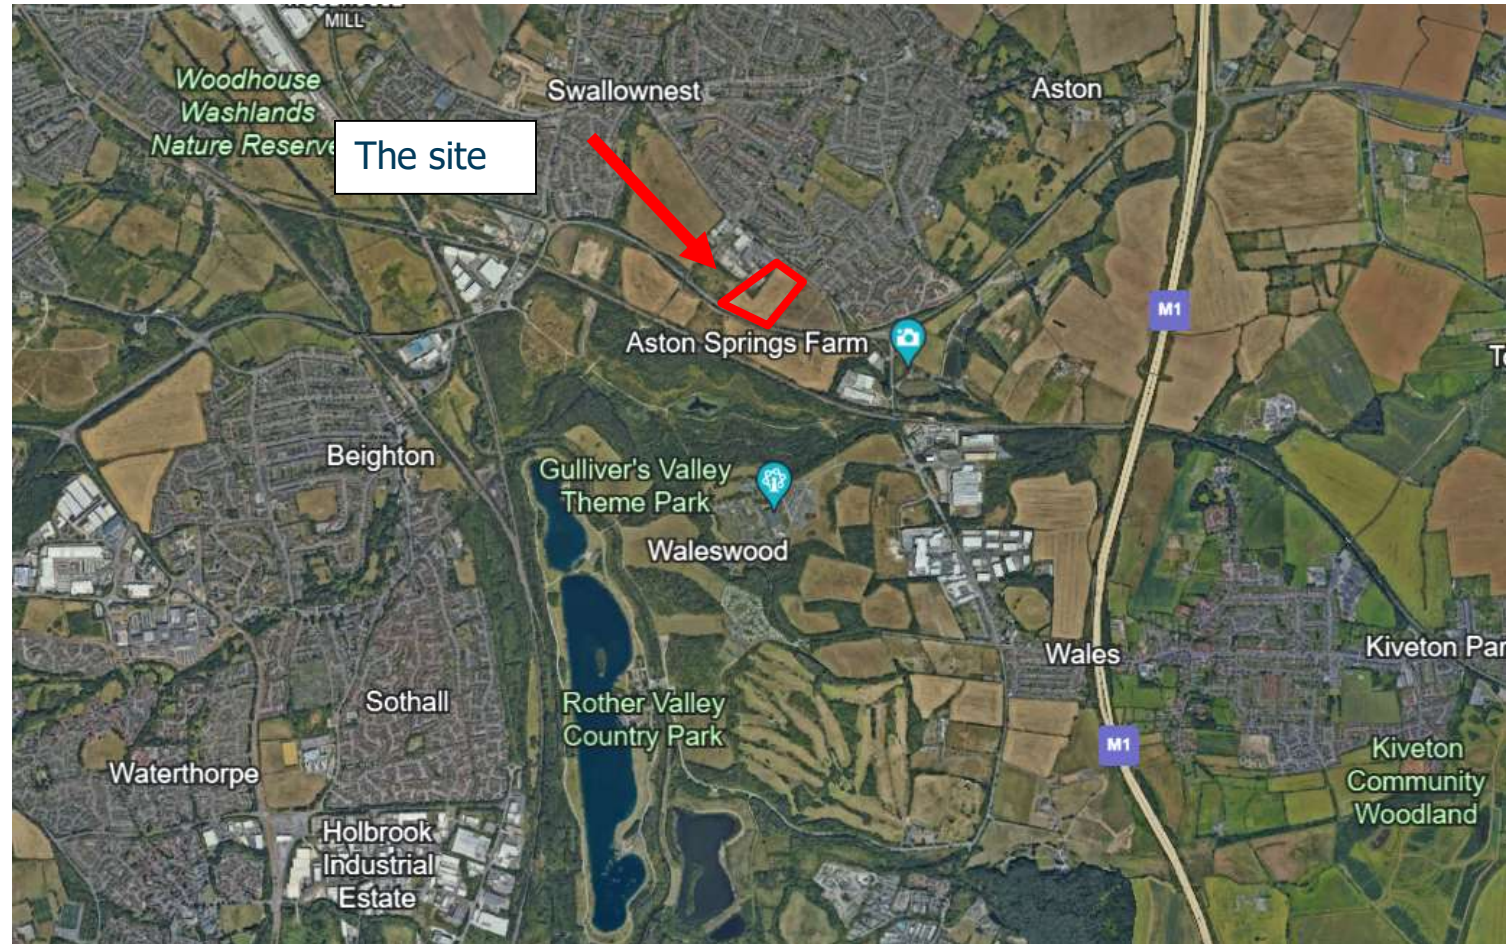 MILL
Woodhouse
Washlands
Nature Reserve
The site
Swallownest
Aston
M1
Aston Springs Farm
Beighton
Gulliver's Valley
Theme Park
Waleswood
Wales
Kiveton Par
Sothall
Rother Valley
Country Park
M1
Kiveton
Community
Woodland
Waterthorpe
Holbrook
Industrial
Estate